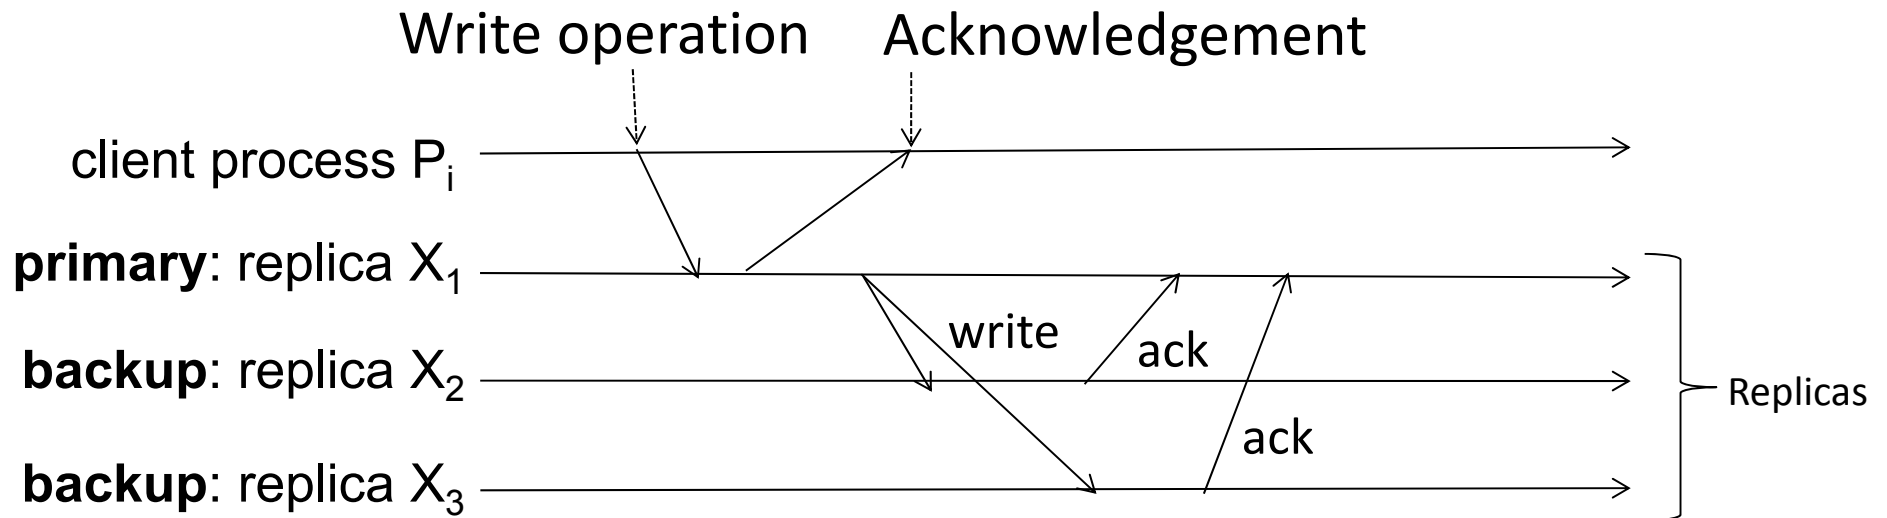 Write operation Acknowledgement
client process Pi
primary: replica X1
write
backup: replica X2
ack
Replicas
ack
backup: replica X3